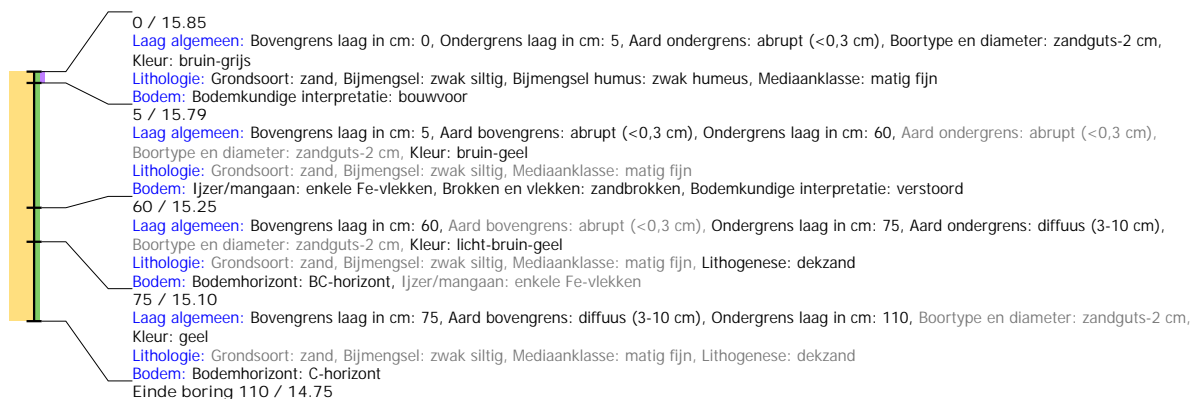 0 / 15.85
Laag algemeen: Bovengrens laag in cm: 0, Ondergrens laag in cm: 5, Aard ondergrens: abrupt (<0,3 cm), Boortype en diameter: zandguts-2 cm,
Kleur: bruin-grijs
Lithologie: Grondsoort: zand, Bijmengsel: zwak siltig, Bijmengsel humus: zwak humeus, Mediaanklasse: matig fijn
Bodem: Bodemkundige interpretatie: bouwvoor
5 / 15.79
Laag algemeen: Bovengrens laag in cm: 5, Aard bovengrens: abrupt (<0,3 cm), Ondergrens laag in cm: 60, Aard ondergrens: abrupt (<0,3 cm),
Boortype en diameter: zandguts-2 cm, Kleur: bruin-geel
Lithologie: Grondsoort: zand, Bijmengsel: zwak siltig, Mediaanklasse: matig fijn
Bodem: Ijzer/mangaan: enkele Fe-vlekken, Brokken en vlekken: zandbrokken, Bodemkundige interpretatie: verstoord
60 / 15.25
Laag algemeen: Bovengrens laag in cm: 60, Aard bovengrens: abrupt (<0,3 cm), Ondergrens laag in cm: 75, Aard ondergrens: diffuus (3-10 cm),
Boortype en diameter: zandguts-2 cm, Kleur: licht-bruin-geel
Lithologie: Grondsoort: zand, Bijmengsel: zwak siltig, Mediaanklasse: matig fijn, Lithogenese: dekzand
Bodem: Bodemhorizont: BC-horizont, Ijzer/mangaan: enkele Fe-vlekken
75 / 15.10
Laag algemeen: Bovengrens laag in cm: 75, Aard bovengrens: diffuus (3-10 cm), Ondergrens laag in cm: 110, Boortype en diameter: zandguts-2 cm,
Kleur: geel
Lithologie: Grondsoort: zand, Bijmengsel: zwak siltig, Mediaanklasse: matig fijn, Lithogenese: dekzand
Bodem: Bodemhorizont: C-horizont
Einde boring 110 / 14.75